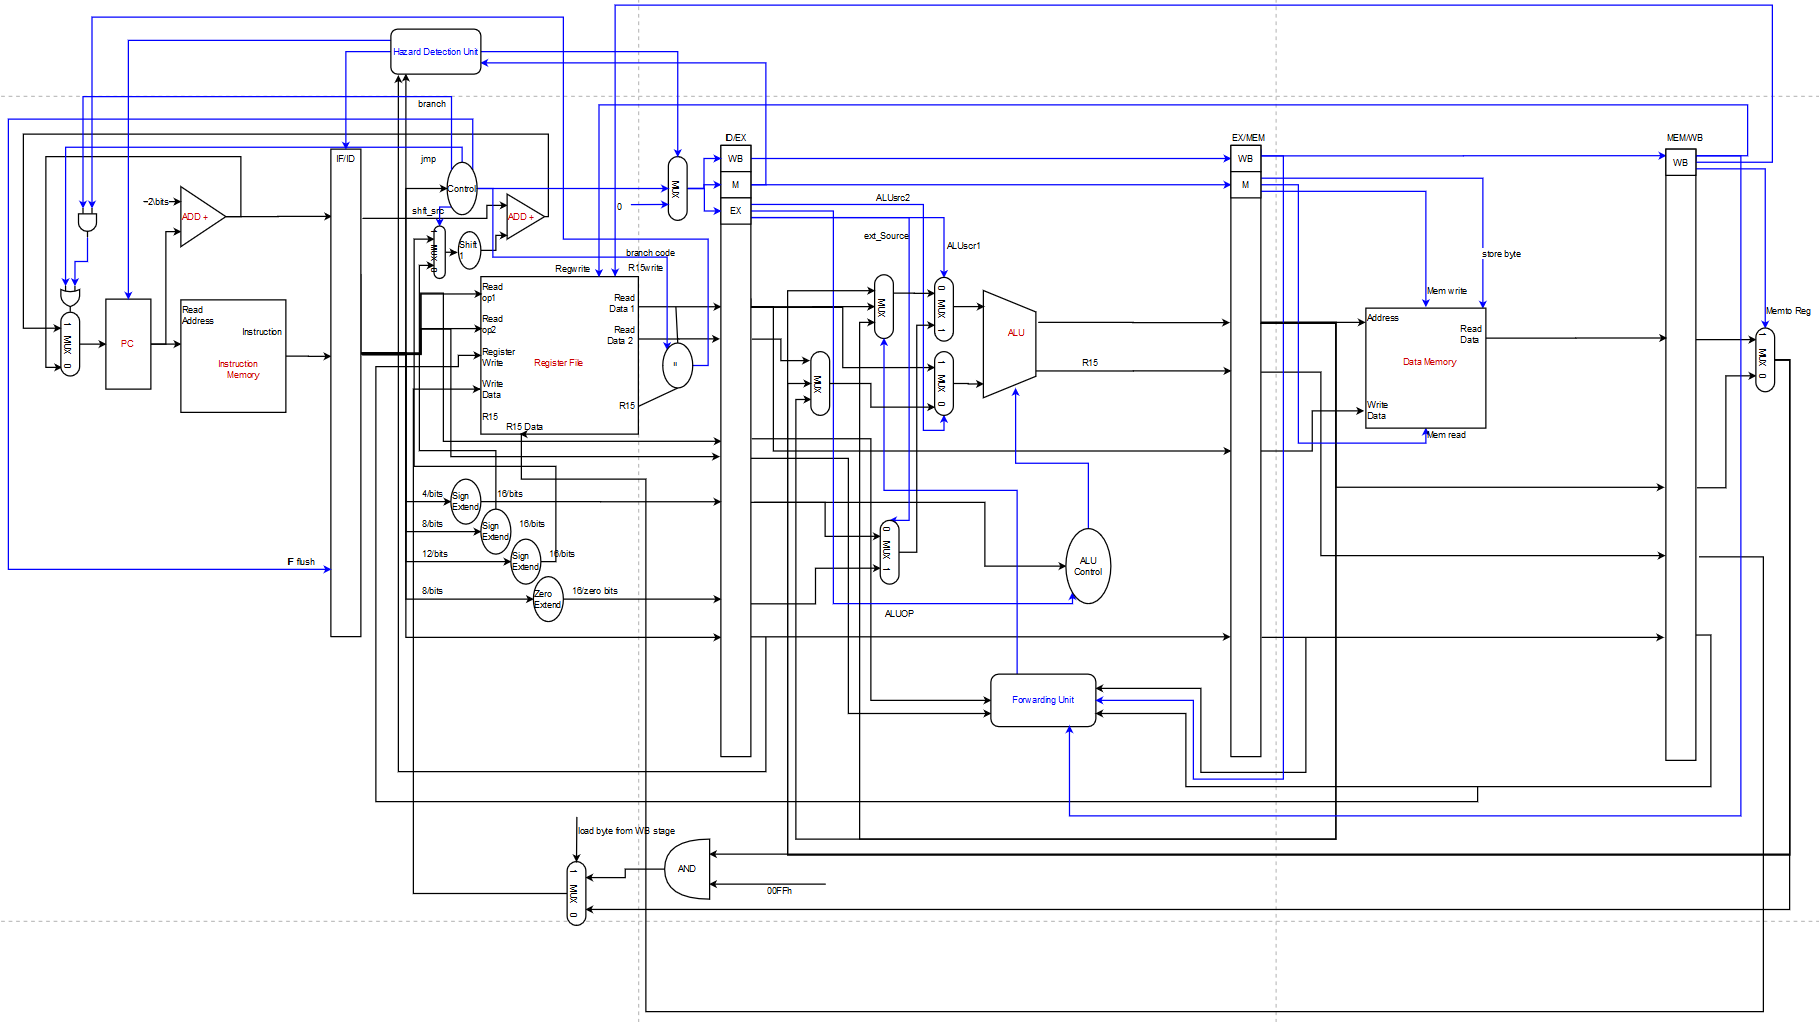 Hazard Detection Unit
branch
IF/ID
jmp
ID/EX
EX/MEM
MEM/WB
WB
WB
WB
M
M
EX
Control
MUX
0
~2\bits
ADD +
shft_src
ADD +
1 MUX 0
Shift
1
ALUsrc2
ext_Source
ALUscr1
branch code
Regwrite
R15write
store byte
Mem write
Memto Reg
Read
op1
Read
Data 1
Read
op2
Read
Data 2
Register
Write
Register File
Write
Data
R15
R15
R15 Data
=
Read
Address
Instruction
Instruction
Memory
PC
1 MUX 0
MUX
MUX
0 MUX 1
1 MUX 0
ALU
R15
Address
Read
Data
Data Memory
Write
Data
Mem read
1 MUX 0
4/bits
Sign
Extend
16/bits
8/bits
Sign
Extend
16/bits
12/bits
Sign
Extend
16/bits
8/bits
Zero
Extend
16/zero bits
IF flush
0 MUX 1
ALU
Control
ALUOP
Forwarding Unit
load byte from WB stage
AND
00FFh
1 MUX 0